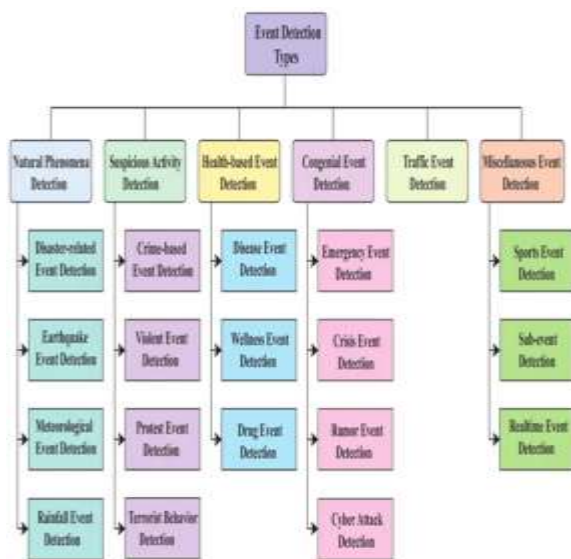 Event Detection
Types
Natural Phenomena
Detection
Suspicious Activity
Detection
Health-based Event
Detection
Congenial Event
Detection
Traffic Event
Detection
Miscellaneous Event
Detection
Disaster-related
Event Detection
Crime-based
Event Detection
Disease Event
Detection
Emergency Event
Detection
Sports Event
Detection
Earthquake
Event Detection
Violent Event
Detection
Wellness Event
Detection
Crisis Event
Detection
Sub-event
Detection
Meteorological
Event Detection
Protest Event
Detection
Drug Event
Detection
Rumor Event
Detection
Realtime Event
Detection
Rainfall Event
Detection
Terrorist Behavior
Detection
Cyber Attack
Detection